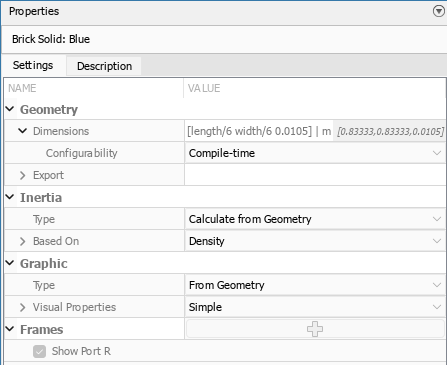 Properties
Brick Solid: Blue
Settings Description
NAME VALUE
Geometry
Dimensions [length/6 width/6 0.0105] | m [0.83333,0.83333,0.0105]
Configurability Compile-time
Export
Inertia
Type Calculate from Geometry
Based On Density
Graphic
Type From Geometry
Visual Properties Simple
Frames
Show Port R